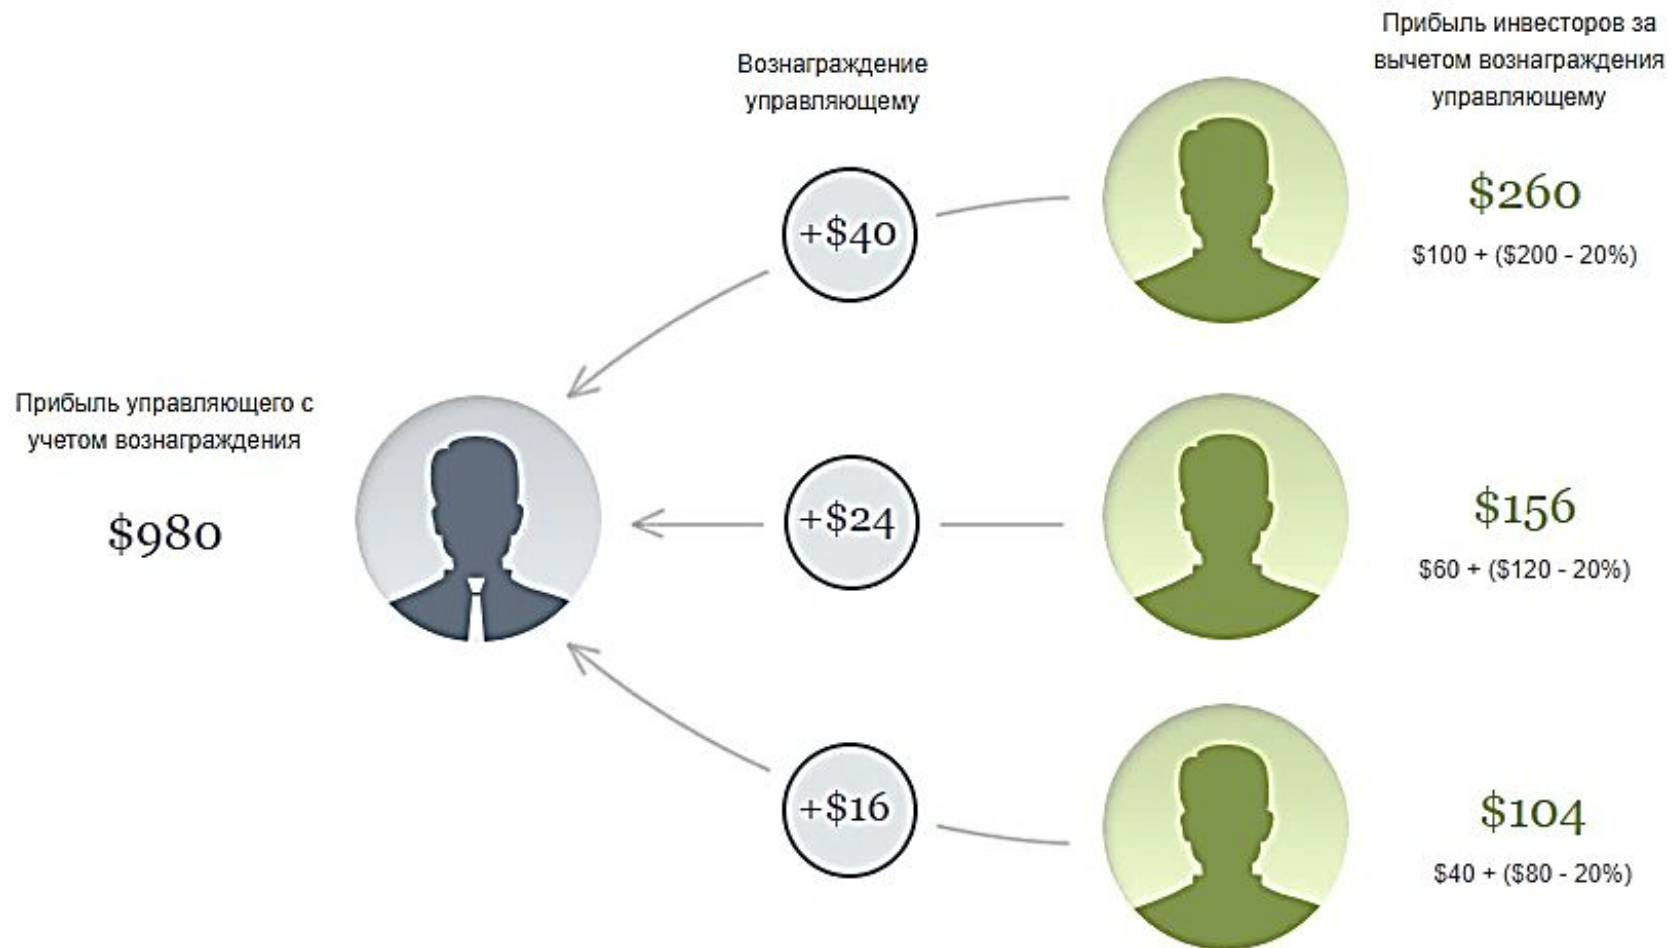 Прибыль инвесторов за
вычетом вознаграждения
управляющему
Вознаграждение
управляющему
+$40
$260
$100 + ($200 - 20%)
Прибыль управляющего с
учетом вознаграждения
$980
+$24
$156
$60 + ($120 - 20%)
+$16
$104
$40 + ($80 - 20%)